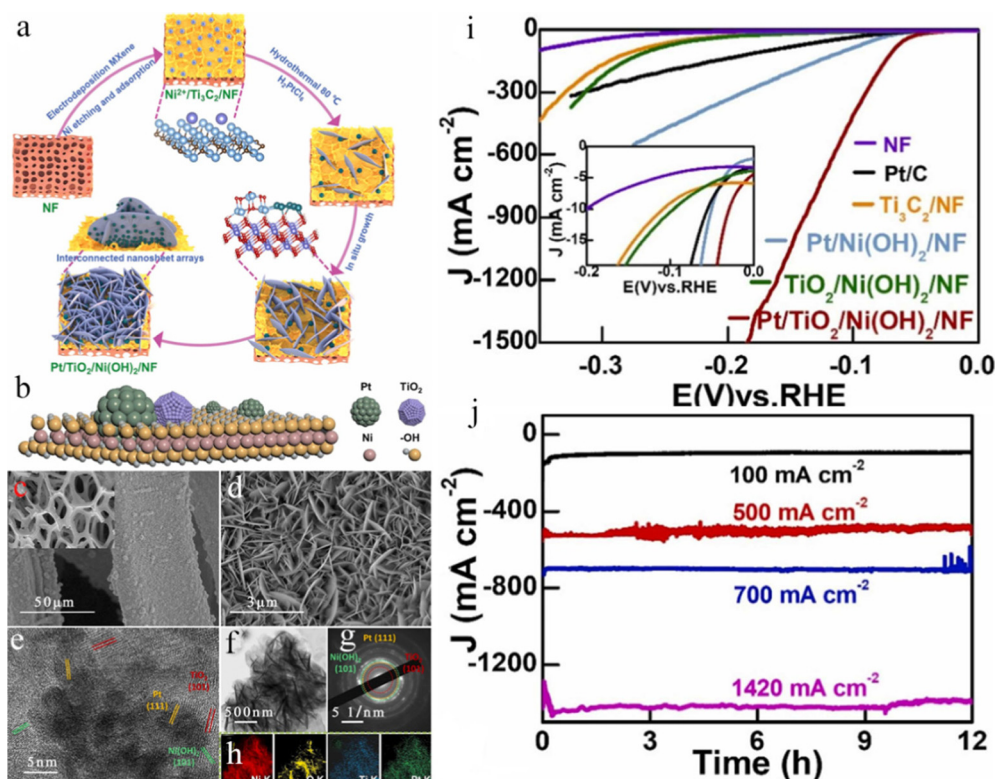 a
Electrodeposition MXene
Ni etching and adsorption
Ni²⁺/Ti₃C₂/NF
Hydrothermal 80 ℃
H₂PtCl₆
NF
In situ growth
Interconnected nanosheet arrays
Pt/TiO₂/Ni(OH)₂/NF
b
Pt
TiO₂
Ni
-OH
c
50μm
d
3μm
e
TiO₂
(101)
Pt
(111)
Ni(OH)₂
(101)
5nm
f
500nm
g
Pt (111)
Ni(OH)₂
(101)
(101)
5 1/nm
h
Ni K
O K
Ti K
Pt K
i
J (mA cm⁻²)
0
-300
-600
-900
-1200
-1500
-0.3
-0.2
-0.1
0.0
E(V)vs.RHE
NF
Pt/C
Ti₃C₂/NF
Pt/Ni(OH)₂/NF
TiO₂/Ni(OH)₂/NF
Pt/TiO₂/Ni(OH)₂/NF
J (mA cm⁻²)
0
-5
-10
-15
-0.2
-0.1
0.0
E(V)vs.RHE
j
J (mA cm⁻²)
0
-400
-800
-1200
100 mA cm⁻²
500 mA cm⁻²
700 mA cm⁻²
1420 mA cm⁻²
0
3
6
9
12
Time (h)